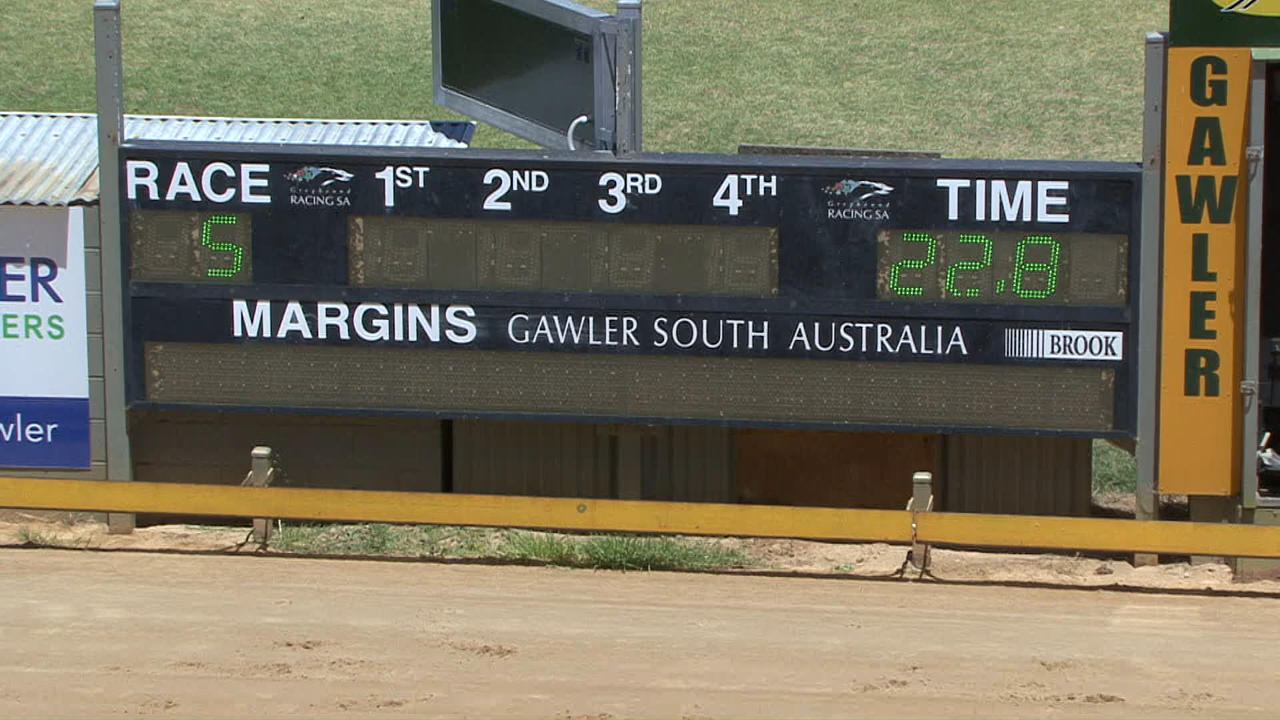 RACE 1ST 2ND 3RD 4TH TIME
Greyhound RACING SA
Greyhound RACING SA
5 22.8
MARGINS GAWLER SOUTH AUSTRALIA BROOK
GAWLER
ER
ERS
wler